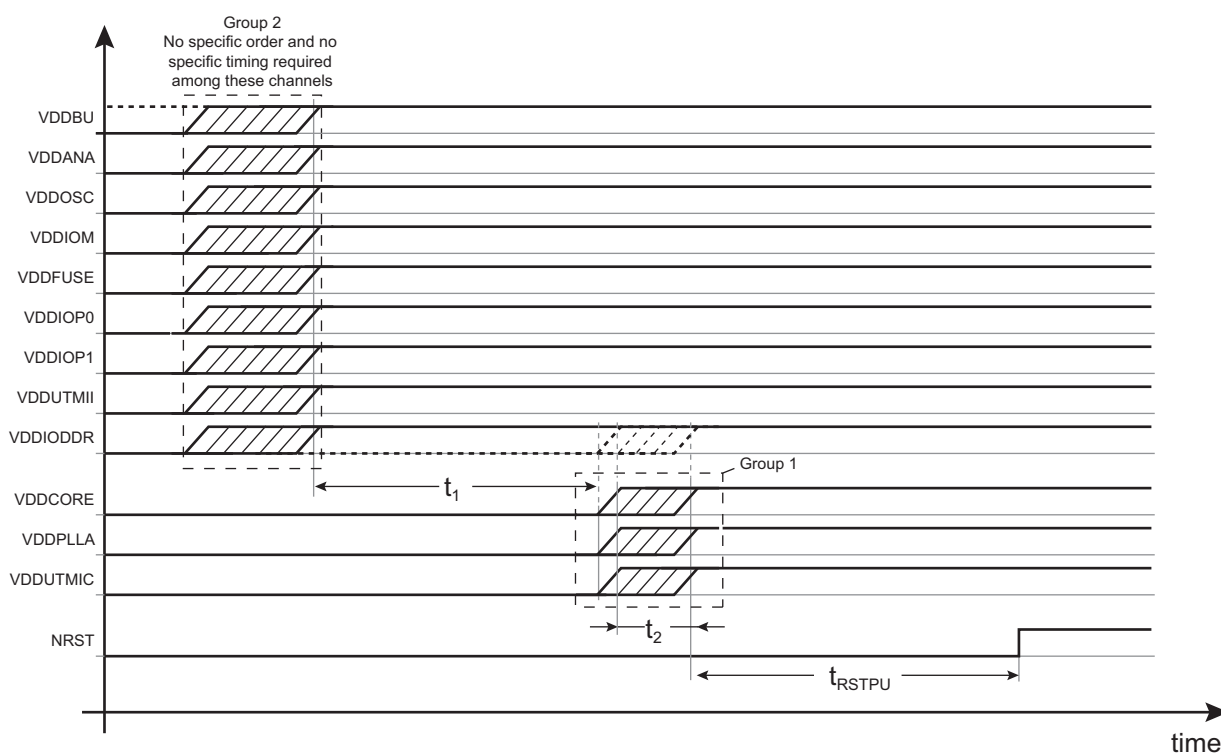 Group 2
No specific order and no
specific timing required
among these channels
VDDBU
VDDANA
VDDOSC
VDDIOM
VDDFUSE
VDDIOP0
VDDIOP1
VDDUTMII
VDDIODDR
Group 1
t1
VDDCORE
VDDPLLA
VDDUTMIC
t2
NRST
tRSTPU
time